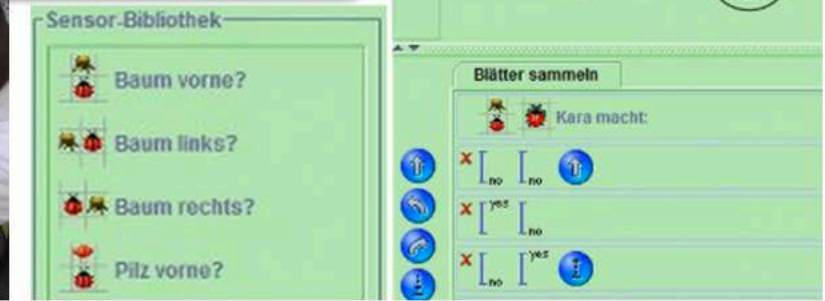 Sensor-Bibliothek
Baum vorne?
Baum links?
Baum rechts?
Pilz vorne?
Blätter sammeln
Kara macht:
no no
yes no
no yes